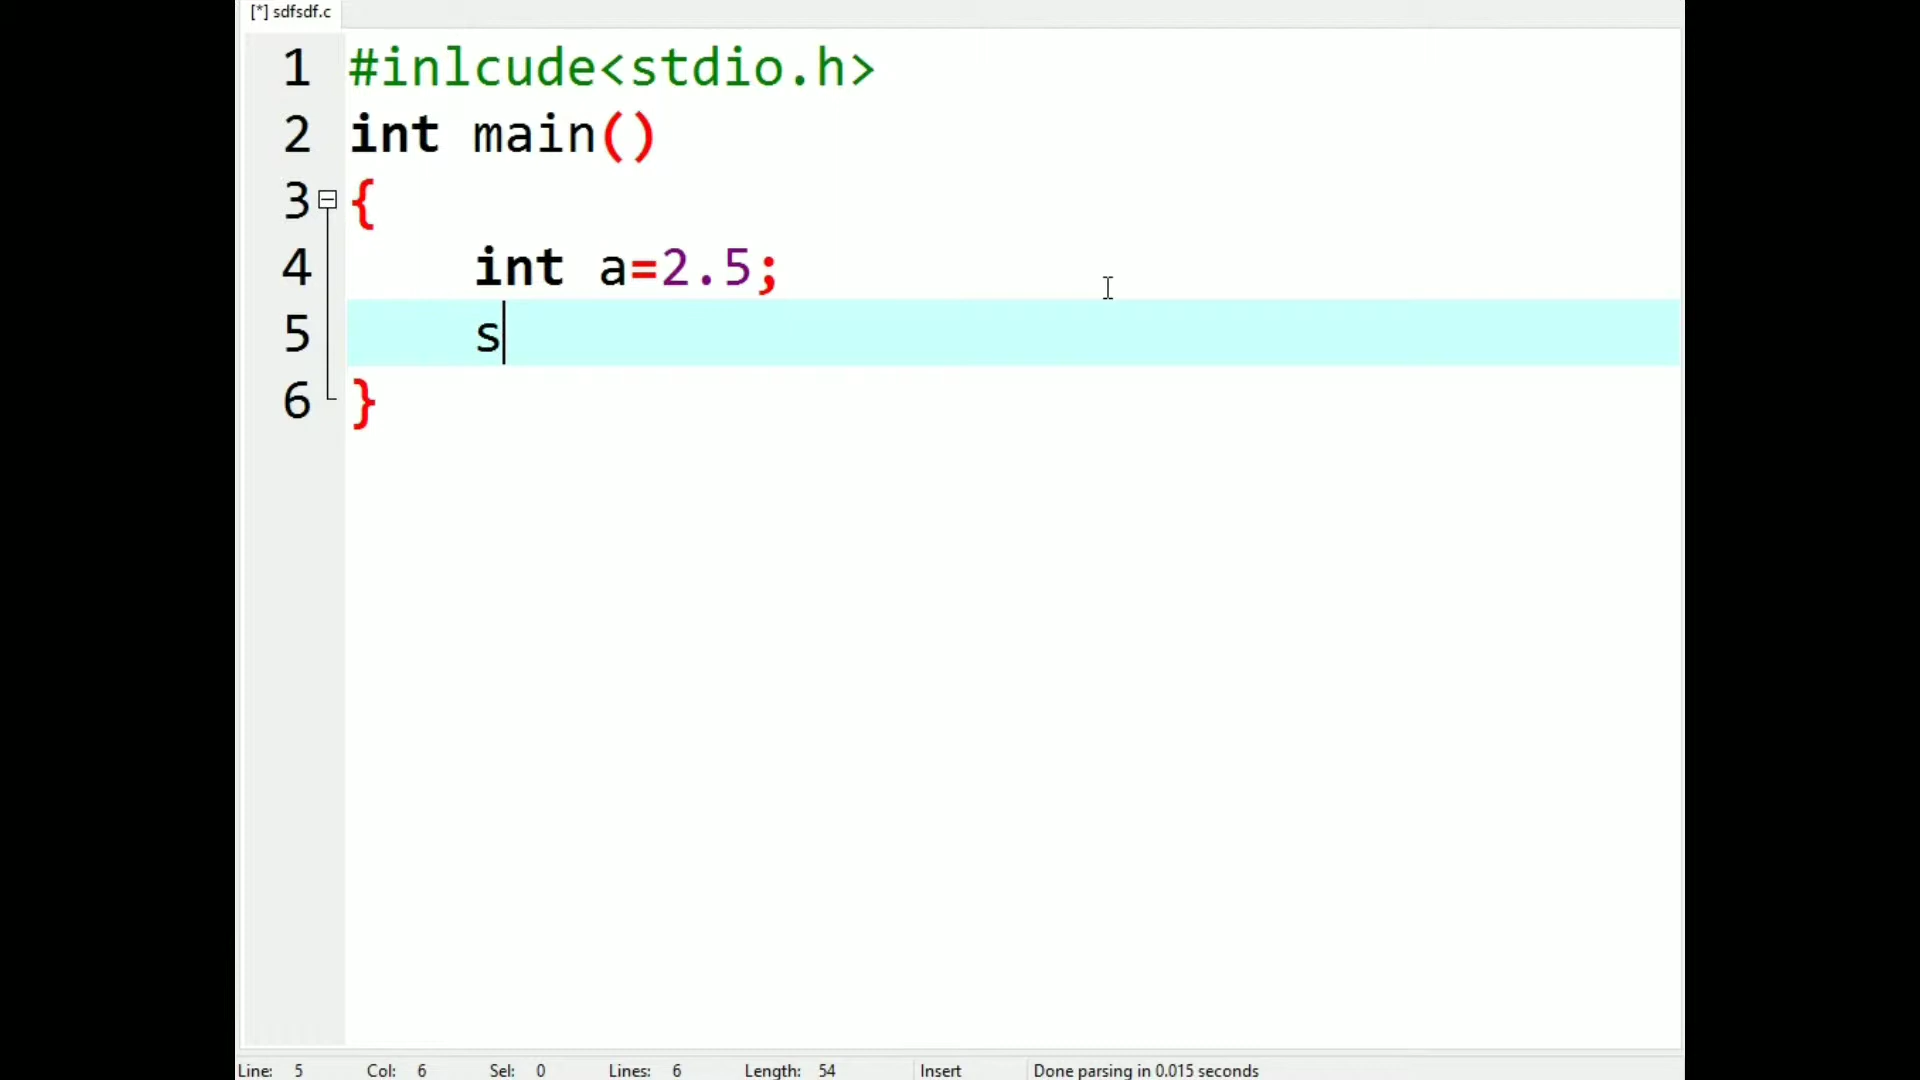 [*] sdfsdf.c
1 #inlcude<stdio.h>
2 int main()
3 {
4 int a=2.5;
5 s
6 }
Line: 5 Col: 6 Sel: 0 Lines: 6 Length: 54 Insert Done parsing in 0.015 seconds